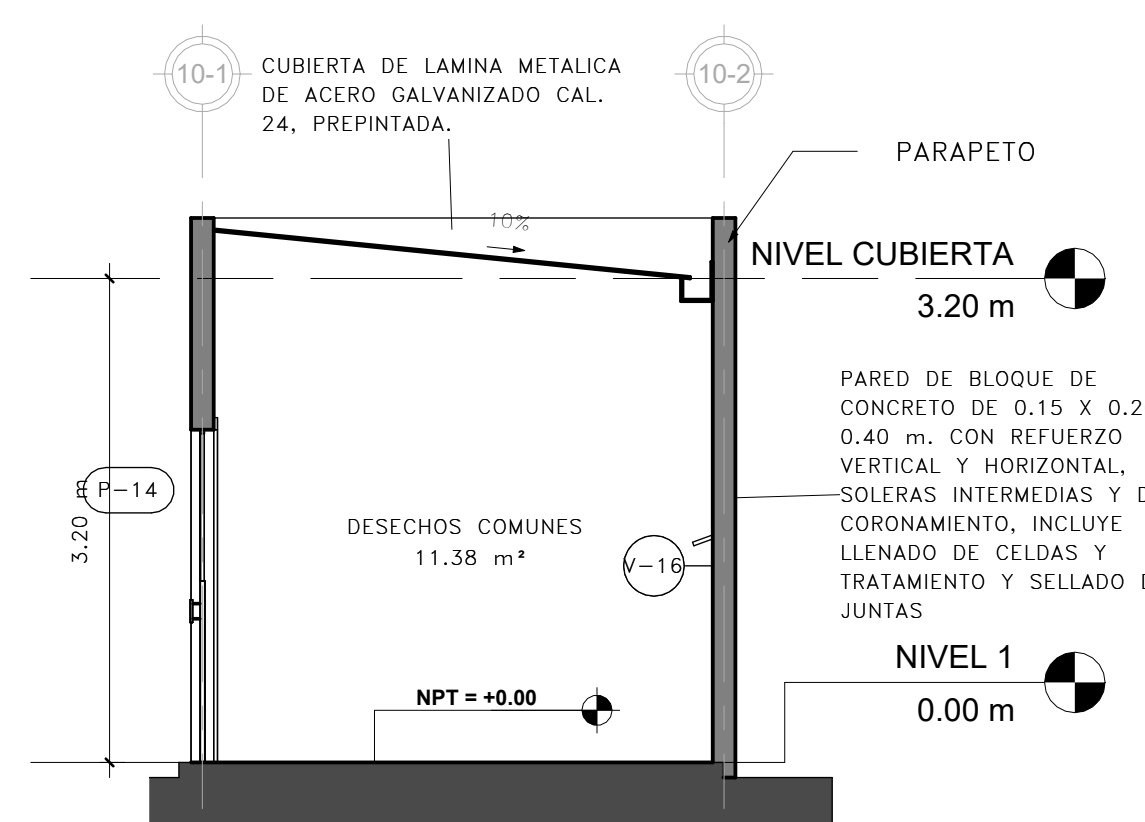 10-1
CUBIERTA DE LAMINA METALICA
DE ACERO GALVANIZADO CAL.
24, PREPINTADA.
10-2
PARAPETO
10%
NIVEL CUBIERTA
3.20 m
PARED DE BLOQUE DE
CONCRETO DE 0.15 X 0.2
0.40 m. CON REFUERZO
VERTICAL Y HORIZONTAL,
SOLERAS INTERMEDIAS Y
CORONAMIENTO, INCLUYE
LLENADO DE CELDAS Y
TRATAMIENTO Y SELLADO
JUNTAS
P-14
3.20 m
DESECHOS COMUNES
11.38 m²
V-16
NPT = +0.00
NIVEL 1
0.00 m